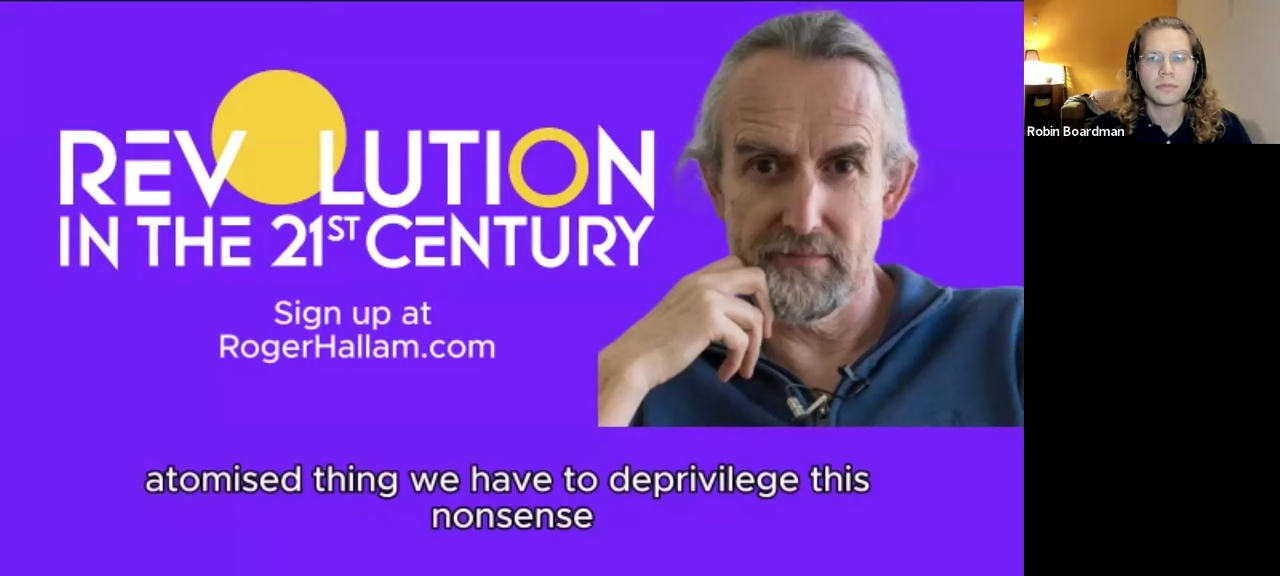 REVOLUTION
IN THE 21ST CENTURY
Sign up at
RogerHallam.com
atomised thing we have to deprivilege this
nonsense
Robin Boardman